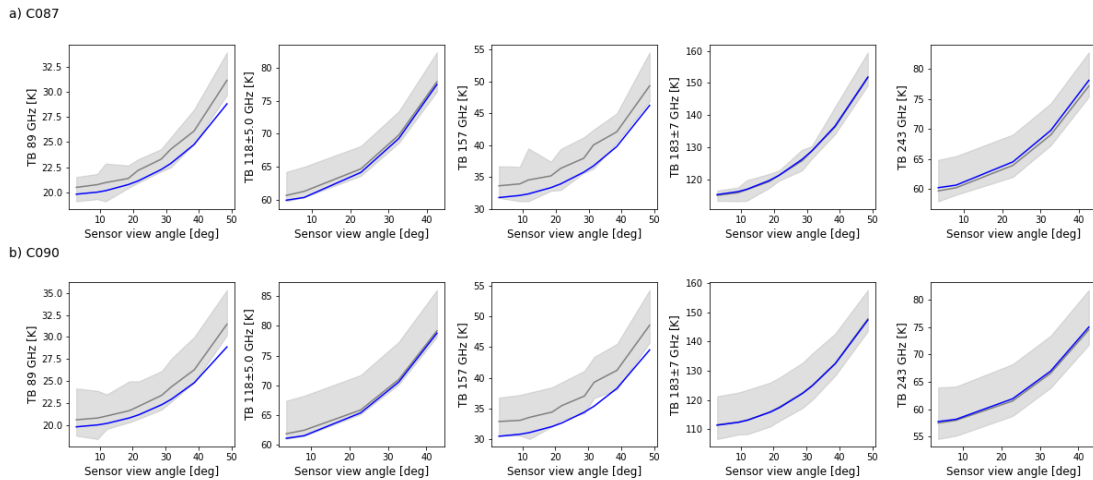 a) C087
TB 89 GHz [K]
32.5
30.0
27.5
25.0
22.5
20.0
10 20 30 40 50
Sensor view angle [deg]
TB 118±5.0 GHz [K]
80
75
70
65
60
10 20 30 40
Sensor view angle [deg]
TB 157 GHz [K]
55
50
45
40
35
30
10 20 30 40 50
Sensor view angle [deg]
TB 183±7 GHz [K]
160
150
140
130
120
10 20 30 40 50
Sensor view angle [deg]
TB 243 GHz [K]
80
75
70
65
60
10 20 30 40
Sensor view angle [deg]
b) C090
TB 89 GHz [K]
35.0
32.5
30.0
27.5
25.0
22.5
20.0
10 20 30 40 50
Sensor view angle [deg]
TB 118±5.0 GHz [K]
85
80
75
70
65
60
10 20 30 40
Sensor view angle [deg]
TB 157 GHz [K]
50
45
40
35
30
10 20 30 40 50
Sensor view angle [deg]
TB 183±7 GHz [K]
160
150
140
130
120
110
10 20 30 40 50
Sensor view angle [deg]
TB 243 GHz [K]
80
75
70
65
60
55
10 20 30 40
Sensor view angle [deg]